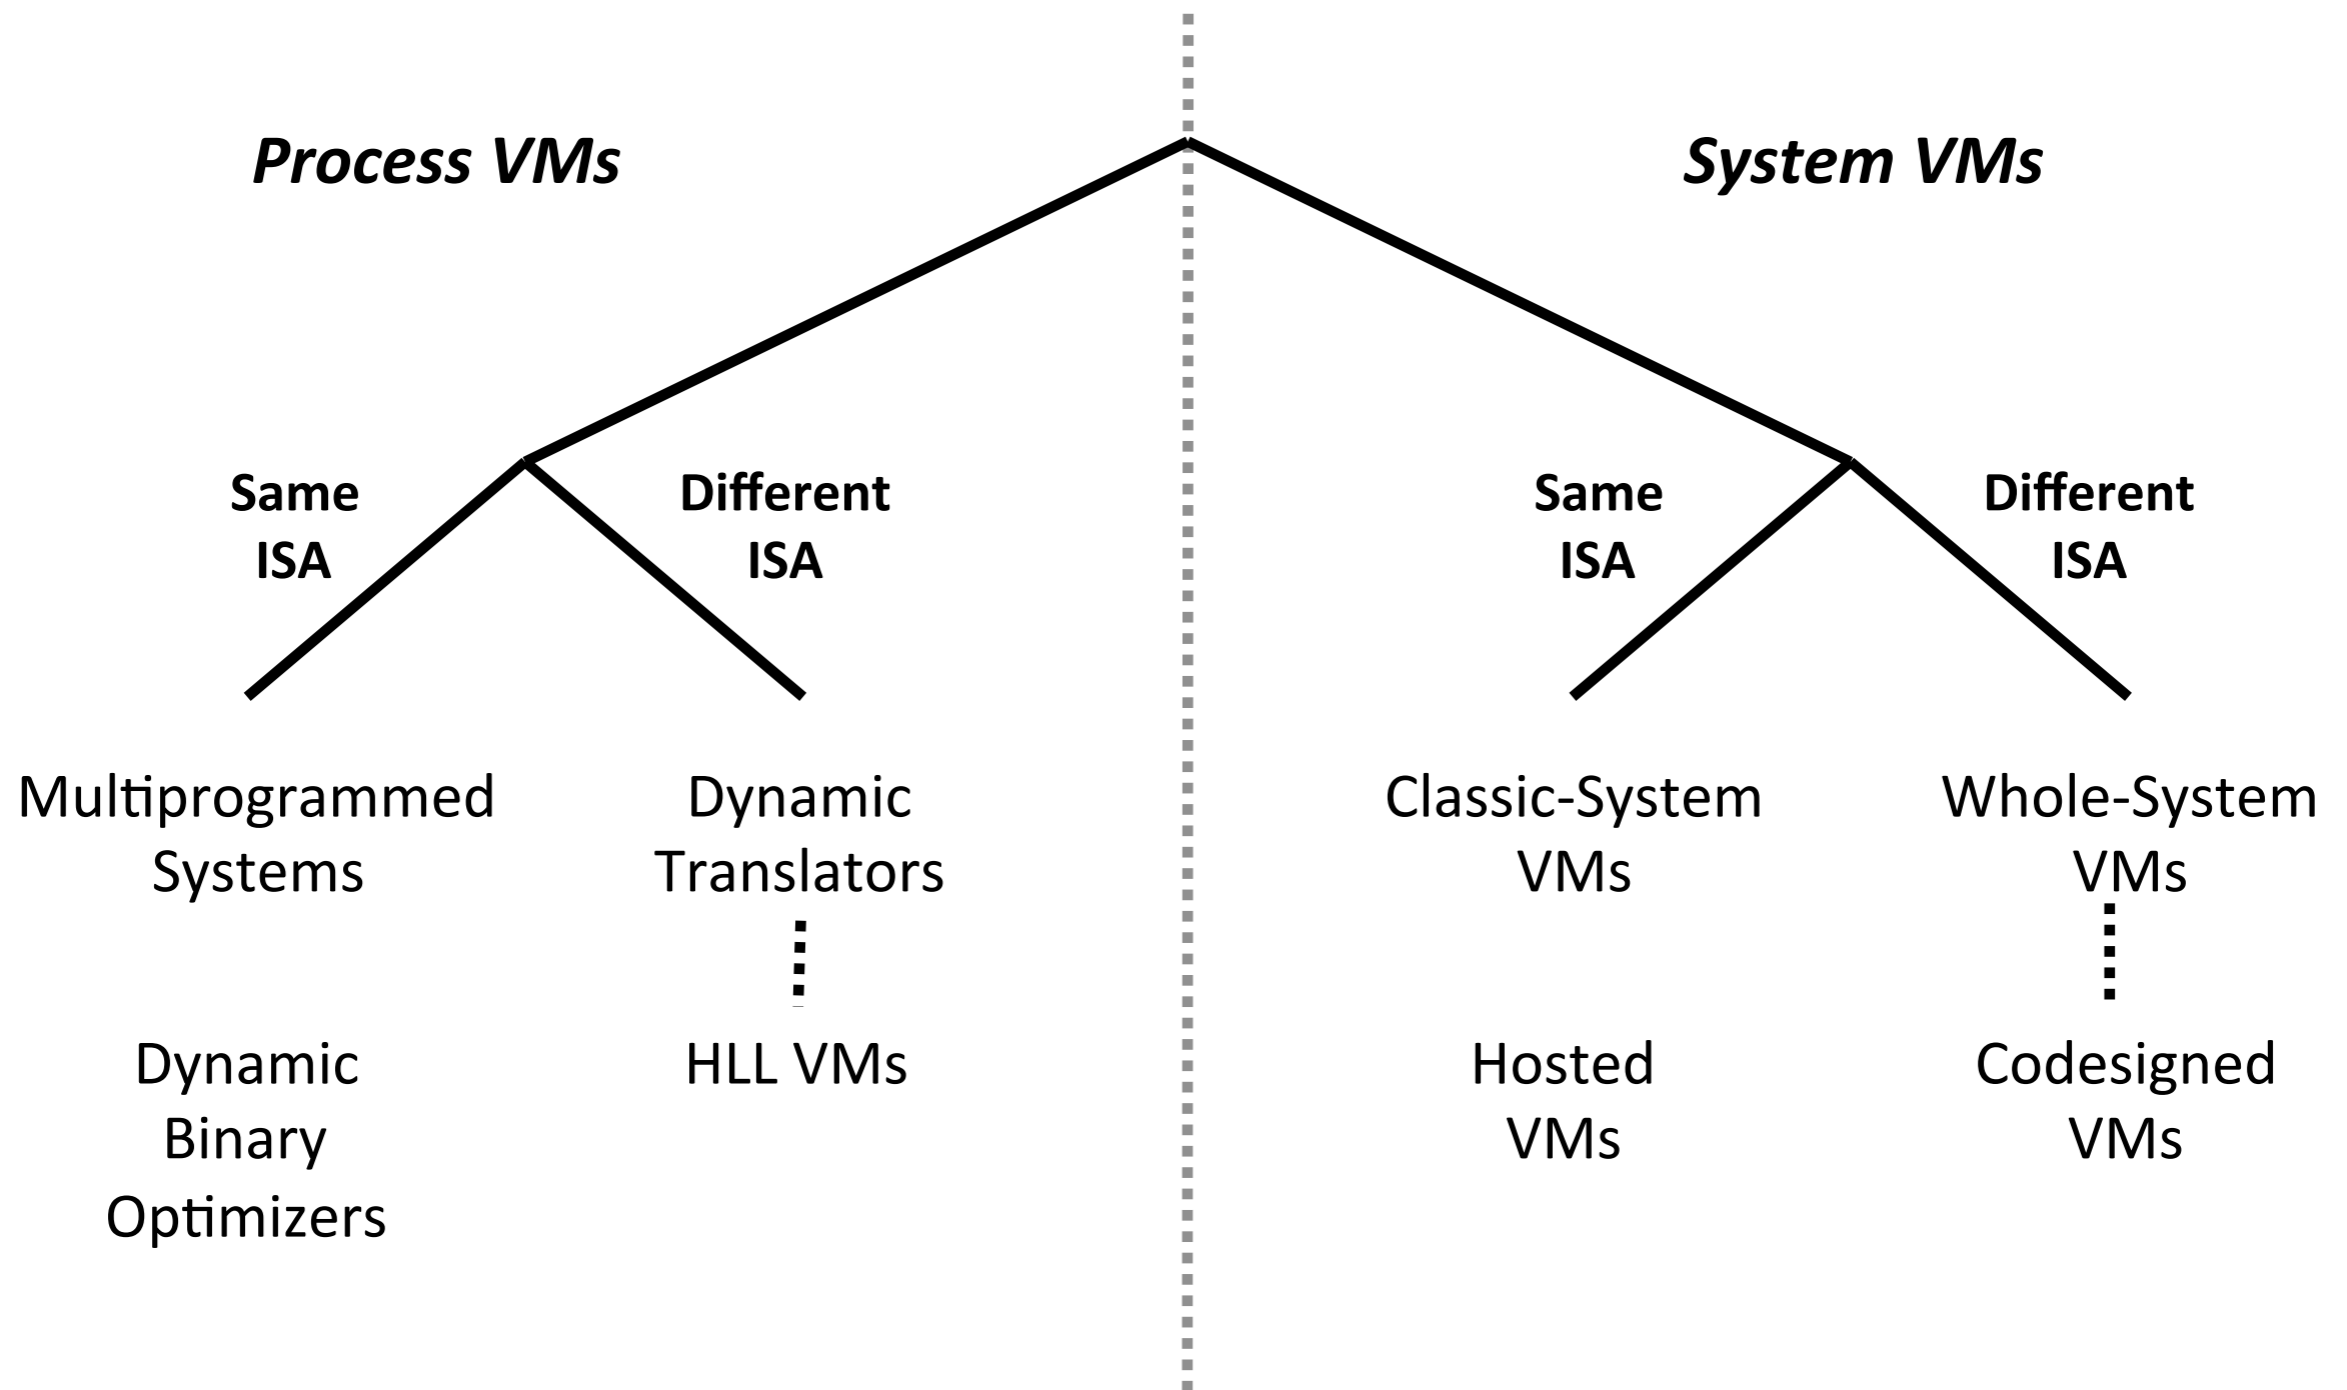 Process VMs
System VMs
Same
ISA
Different
ISA
Same
ISA
Different
ISA
Multiprogrammed
Systems
Dynamic
Translators
Classic-System
VMs
Whole-System
VMs
Dynamic
Binary
Optimizers
HLL VMs
Hosted
VMs
Codesigned
VMs